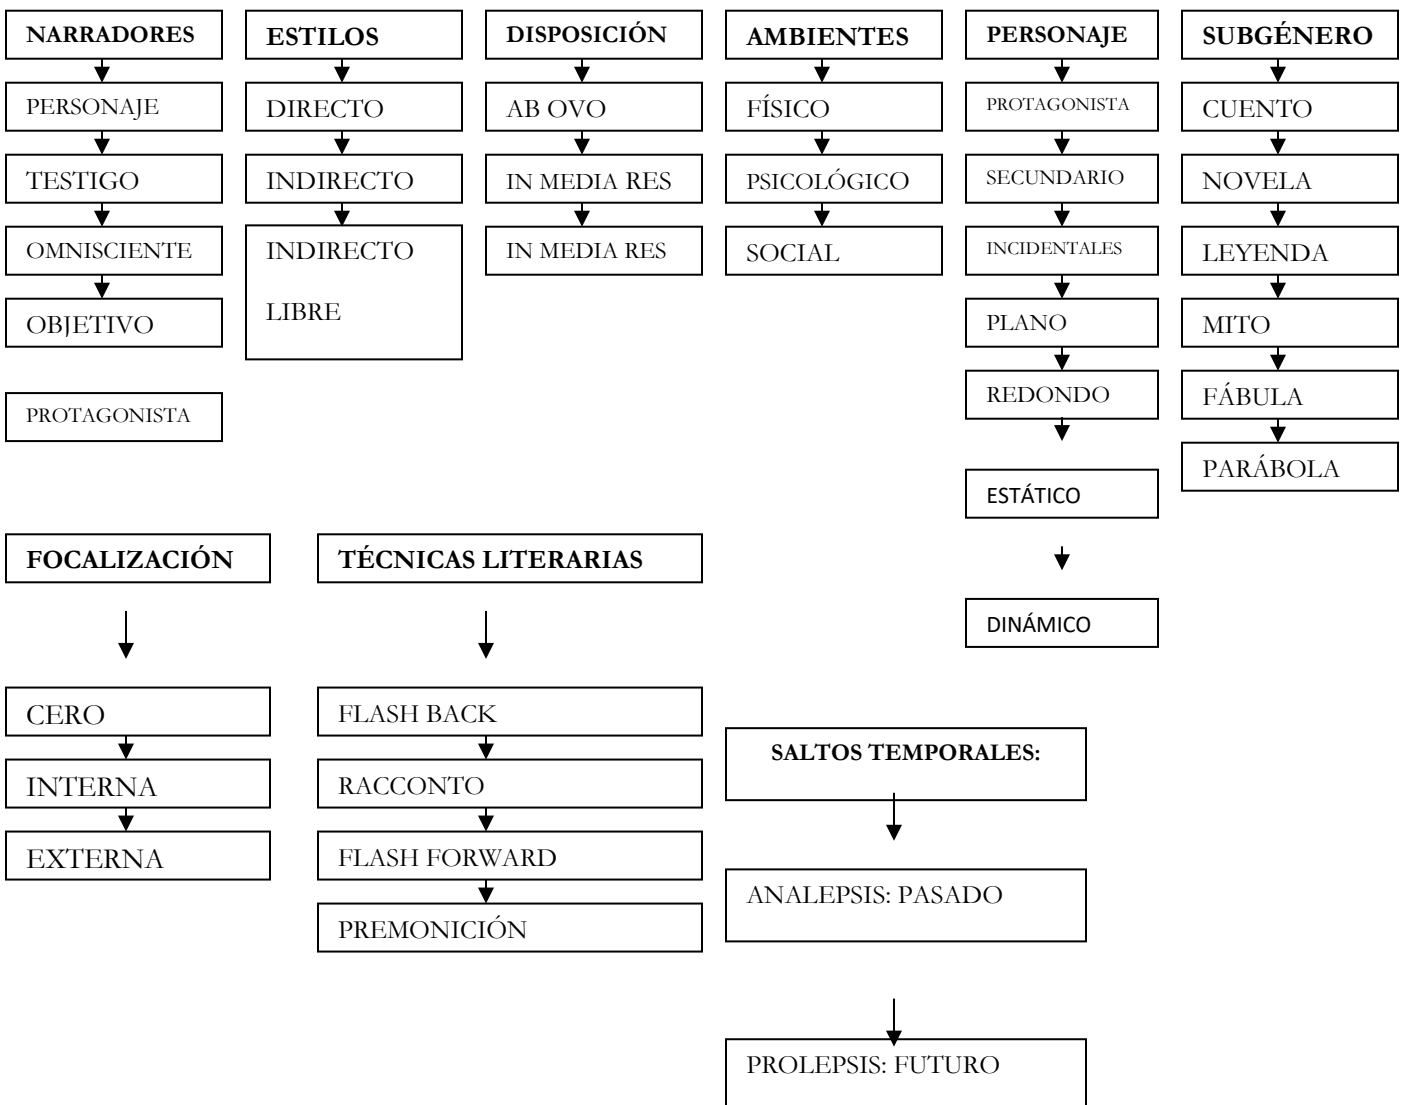 NARRADORES
PERSONAJE
TESTIGO
OMNISCIENTE
OBJETIVO
PROTAGONISTA
ESTILOS
DIRECTO
INDIRECTO
INDIRECTO
LIBRE
DISPOSICIÓN
AB OVO
IN MEDIA RES
IN MEDIA RES
AMBIENTES
FÍSICO
PSICOLÓGICO
SOCIAL
PERSONAJE
PROTAGONISTA
SECUNDARIO
INCIDENTALES
PLANO
REDONDO
ESTÁTICO
DINÁMICO
SUBGÉNERO
CUENTO
NOVELA
LEYENDA
MITO
FÁBULA
PARÁBOLA
FOCALIZACIÓN
CERO
INTERNA
EXTERNA
TÉCNICAS LITERARIAS
FLASH BACK
RACCONTO
FLASH FORWARD
PREMONICIÓN
SALTOS TEMPORALES:
ANALEPSIS: PASADO
PROLEPSIS: FUTURO